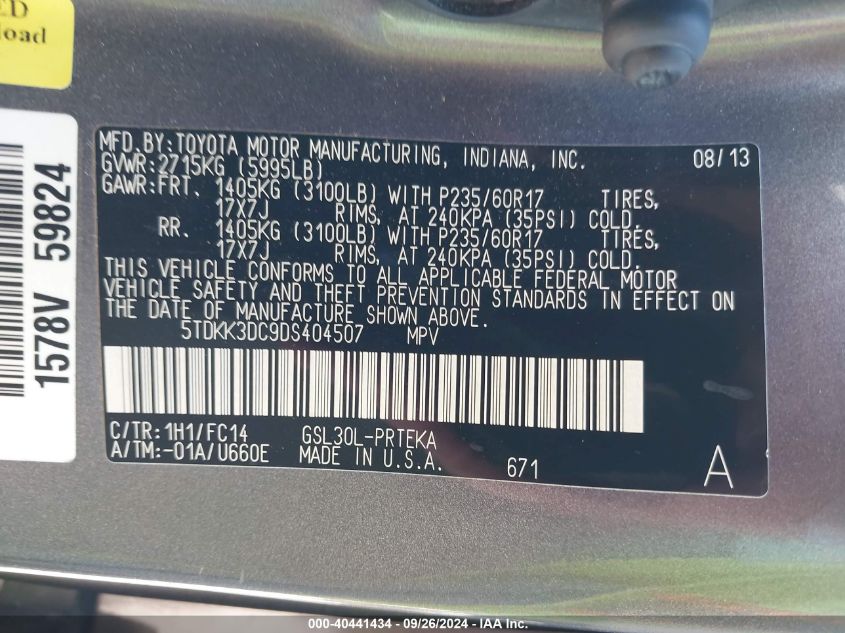 ED
load
1578V 59824
MFD.BY:TOYOTA MOTOR MANUFACTURING, INDIANA, INC. 08/13
GVWR:2715KG (5995LB)
GAWR:FRT. 1405KG (3100LB) WITH P235/60R17 TIRES,
17X7J RIMS, AT 240KPA (35PSI) COLD,
RR. 1405KG (3100LB) WITH P235/60R17 TIRES,
17X7J RIMS, AT 240KPA (35PSI) COLD.
THIS VEHICLE CONFORMS TO ALL APPLICABLE FEDERAL MOTOR
VEHICLE SAFETY AND THEFT PREVENTION STANDARDS IN EFFECT ON
THE DATE OF MANUFACTURE SHOWN ABOVE.
5TDKK3DC9DS404507 MPV
C/TR:1H1/FC14 GSL30L-PRTEKA
A/TM:-01A/U660E MADE IN U.S.A. 671 A
000-40441434 - 09/26/2024 - IAA Inc.